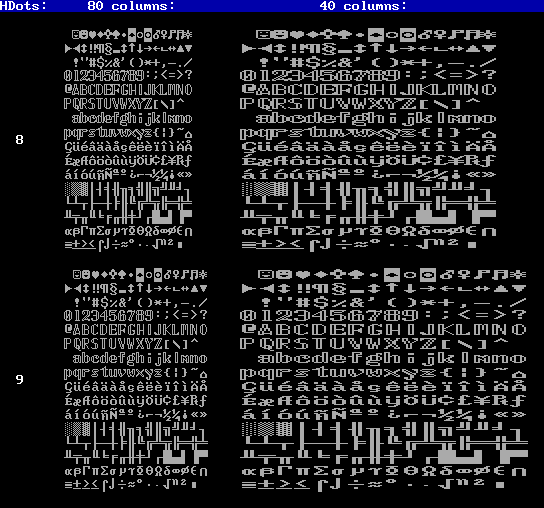 HDots: 80 columns: 40 columns:
☺☻♥♦♣♠•◘○◙♂♀♪♫☼ ☺☻♥♦♣♠•◘○◙♂♀♪♫☼
►◄↕‼¶§▬↨↑↓→←∟↔▲▼ ►◄↕‼¶§▬↨↑↓→←∟↔▲▼
!"#$%&'()*+,-./ !"#$%&'()*+,-./
0123456789:;<=>? 0123456789:;<=>?
@ABCDEFGHIJKLMNO @ABCDEFGHIJKLMNO
PQRSTUVWXYZ[\]^ PQRSTUVWXYZ[\]^
abcdefghijklmno abcdefghijklmno
pqrstuvwxyz{|}~⌂ pqrstuvwxyz{|}~⌂
8
ÇüéâäàåçêëèïîìÄÅ ÇüéâäàåçêëèïîìÄÅ
ÉæÆôöòûùÿÖÜ¢£¥₧ƒ ÉæÆôöòûùÿÖÜ¢£¥₧ƒ
áíóúñÑªº¿⌐¬½¼¡«» áíóúñÑªº¿⌐¬½¼¡«»
░▒▓│┤╡╢╖╕╣║╗╝╜╛┐ ░▒▓│┤╡╢╖╕╣║╗╝╜╛┐
└┴┬├─┼╞╟╚╔╩╦╠═╬╧ └┴┬├─┼╞╟╚╔╩╦╠═╬╧
╨╤╥╙╘╒╓╫╪┘┌█▄▌▐▀ ╨╤╥╙╘╒╓╫╪┘┌█▄▌▐▀
αßΓπΣσµτΦΘΩδ∞φε∩ αßΓπΣσµτΦΘΩδ∞φε∩
≡±≥≤⌠⌡÷≈°∙·√ⁿ²■ ≡±≥≤⌠⌡÷≈°∙·√ⁿ²■
☺☻♥♦♣♠•◘○◙♂♀♪♫☼ ☺☻♥♦♣♠•◘○◙♂♀♪♫☼
►◄↕‼¶§▬↨↑↓→←∟↔▲▼ ►◄↕‼¶§▬↨↑↓→←∟↔▲▼
!"#$%&'()*+,-./ !"#$%&'()*+,-./
0123456789:;<=>? 0123456789:;<=>?
@ABCDEFGHIJKLMNO @ABCDEFGHIJKLMNO
PQRSTUVWXYZ[\]^ PQRSTUVWXYZ[\]^
abcdefghijklmno abcdefghijklmno
pqrstuvwxyz{|}~⌂ pqrstuvwxyz{|}~⌂
9
ÇüéâäàåçêëèïîìÄÅ ÇüéâäàåçêëèïîìÄÅ
ÉæÆôöòûùÿÖÜ¢£¥₧ƒ ÉæÆôöòûùÿÖÜ¢£¥₧ƒ
áíóúñÑªº¿⌐¬½¼¡«» áíóúñÑªº¿⌐¬½¼¡«»
░▒▓│┤╡╢╖╕╣║╗╝╜╛┐ ░▒▓│┤╡╢╖╕╣║╗╝╜╛┐
└┴┬├─┼╞╟╚╔╩╦╠═╬╧ └┴┬├─┼╞╟╚╔╩╦╠═╬╧
╨╤╥╙╘╒╓╫╪┘┌█▄▌▐▀ ╨╤╥╙╘╒╓╫╪┘┌█▄▌▐▀
αßΓπΣσµτΦΘΩδ∞φε∩ αßΓπΣσµτΦΘΩδ∞φε∩
≡±≥≤⌠⌡÷≈°∙·√ⁿ²■ ≡±≥≤⌠⌡÷≈°∙·√ⁿ²■